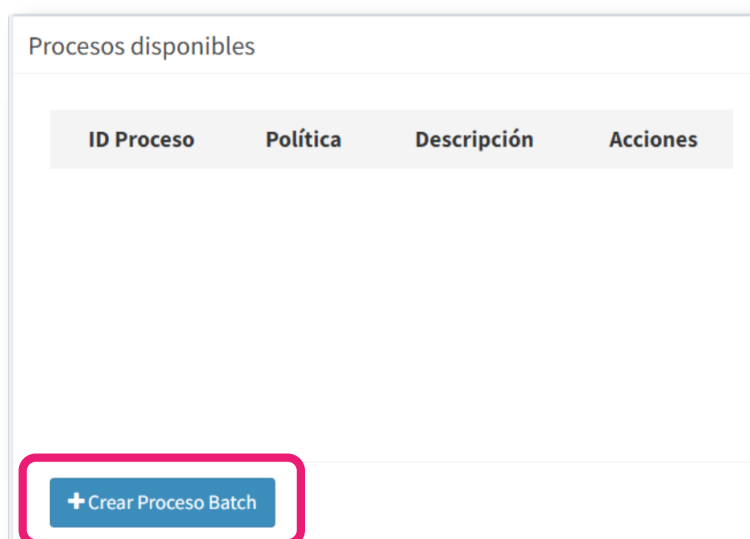 Procesos disponibles
ID Proceso Política Descripción Acciones
Crear Proceso Batch